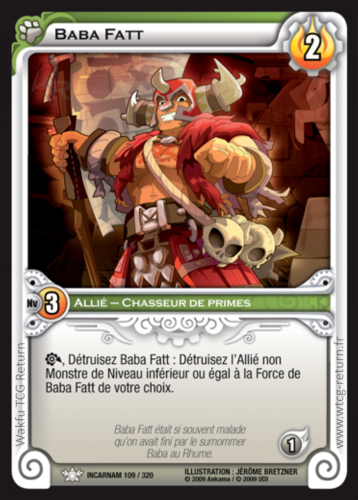 BABA FATT
2
Nv 3 ALLIÉ – CHASSEUR DE PRIMES
, Détruisez Baba Fatt : Détruisez l'Allié non
Monstre de Niveau inférieur ou égal à la Force de
Baba Fatt de votre choix.
Baba Fatt était si souvent malade
qu'on avait fini par le surnommer
Baba au Rhume.
1
INCARNAM 109 / 320
ILLUSTRATION : JÉRÔME BRETZNER
© 2009 Ankama / © 2009 UDI
Wakfu TCG Return
www.wtcg-return.fr